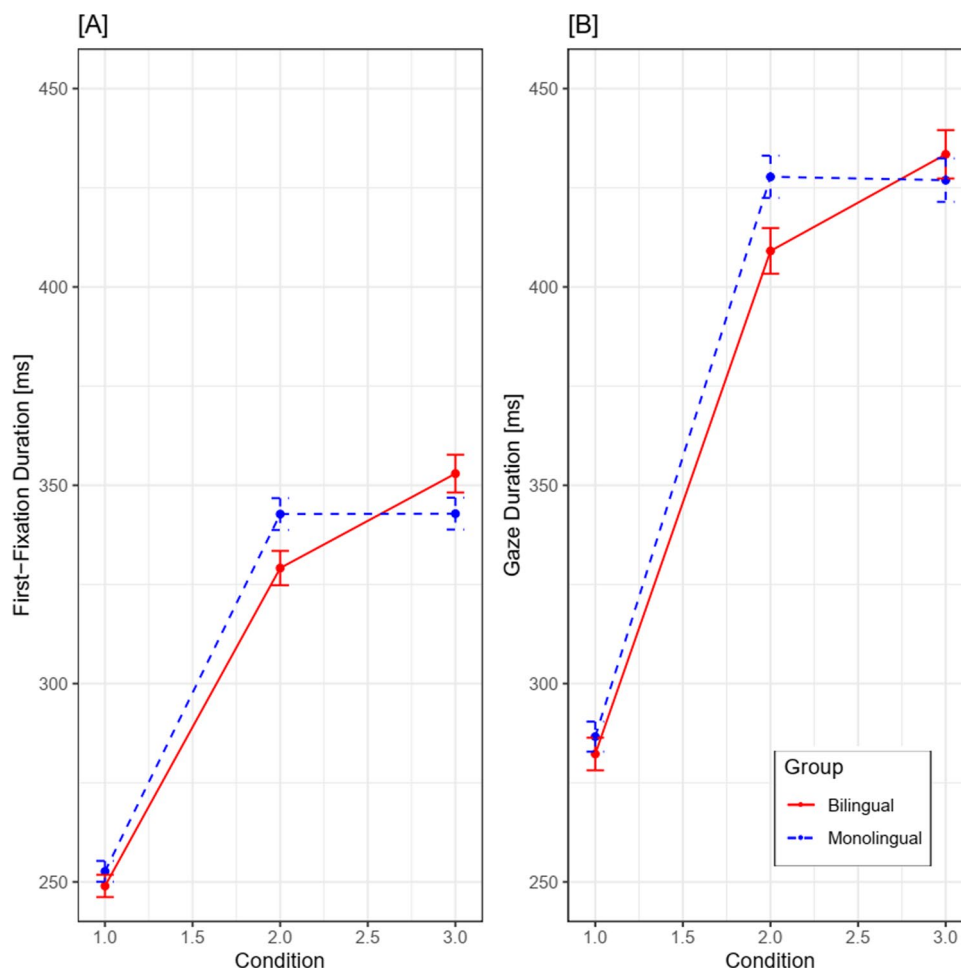 [A]
First−Fixation Duration [ms]
450
400
350
300
250
1.0 1.5 2.0 2.5 3.0
Condition
[B]
Gaze Duration [ms]
450
400
350
300
250
1.0 1.5 2.0 2.5 3.0
Condition
Group
Bilingual
Monolingual